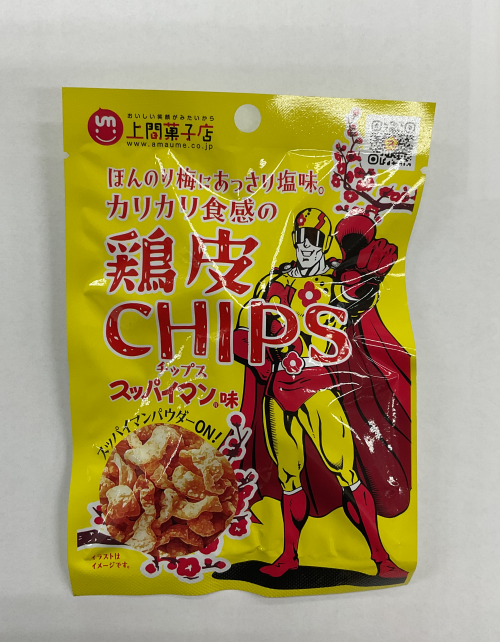 おいしい笑顔がみたいから
上間菓子店
www.amaume.co.jp
ほんのり梅にあっさり塩味。
カリカリ食感の
鶏皮
CHIPS
チップス
スッパイマン®味
スッパイマンパウダーON!
イラストは
イメージです。